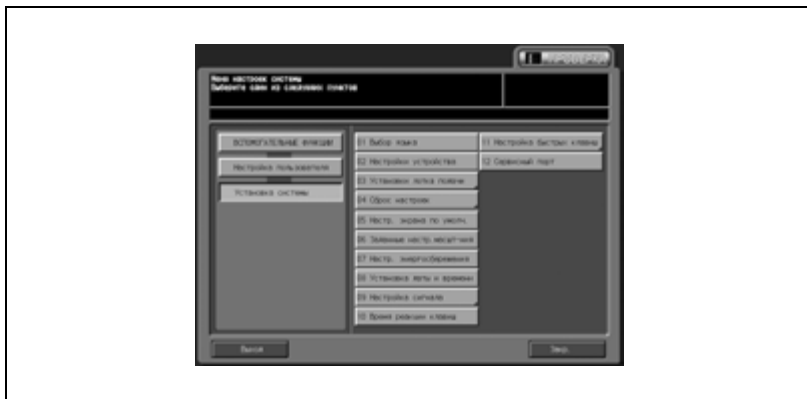 ПРОВЕРКА
Меню настроек системы
Выберите один из следующих пунктов
ВСПОМОГАТЕЛЬНЫЕ ФУНКЦИИ
Настройка пользователя
Установка системы
01 Выбор языка
02 Настройки устройства
03 Установки лотка подачи
04 Сброс настроек
05 Настр. экрана по умолч.
06 Заданные настр.
07 Настр. энергосбережения
08 Установка даты и времени
09 Настройка сигнала
10 Время реакции клавиш
11 Настройка быстрых клавиш
12 Сервисный порт
Выход
Закр.